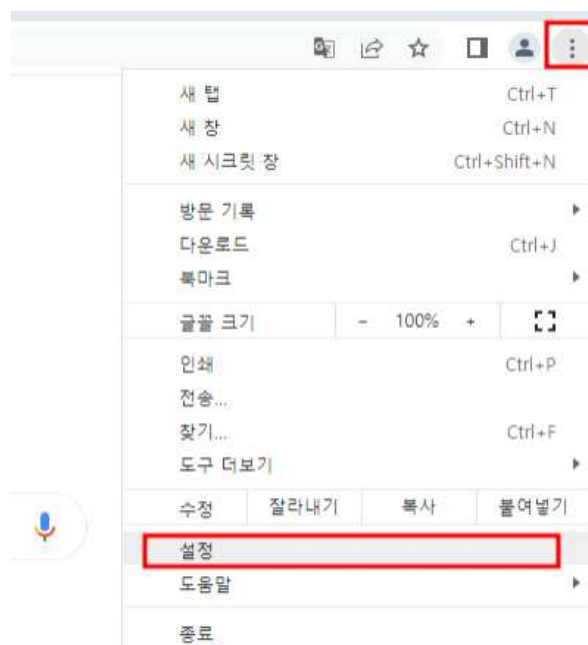 새 탭 Ctrl+T
새 창 Ctrl+N
새 시크릿 창 Ctrl+Shift+N
방문 기록
다운로드 Ctrl+J
북마크
글꼴 크기 - 100% +
인쇄 Ctrl+P
전송...
찾기... Ctrl+F
도구 더보기
수정 잘라내기 복사 붙여넣기
설정
도움말
종료